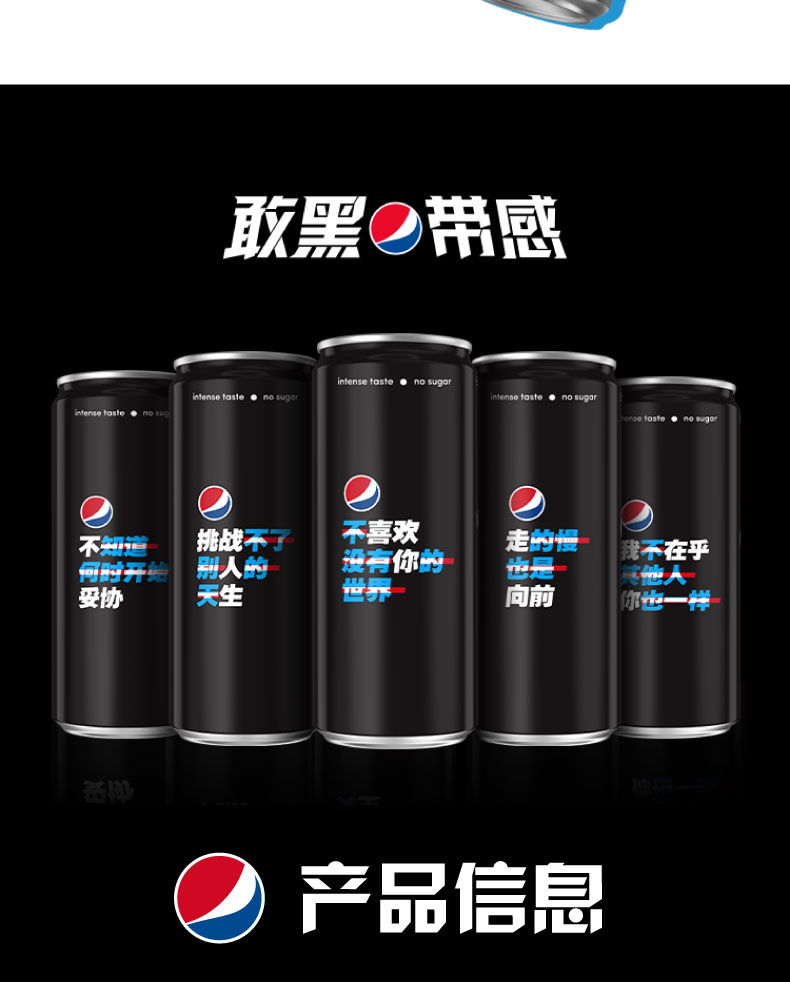 敢黑带感
intense taste ● no sug
不知道
何时开始
妥协
intense taste ● no sugar
挑战不了
别人的
天生
intense taste ● no sugar
不喜欢
没有你的
世界
intense taste ● no sugar
走的慢
也是
向前
ense taste ● no sugar
我不在乎
其他人
你也一样
产品信息